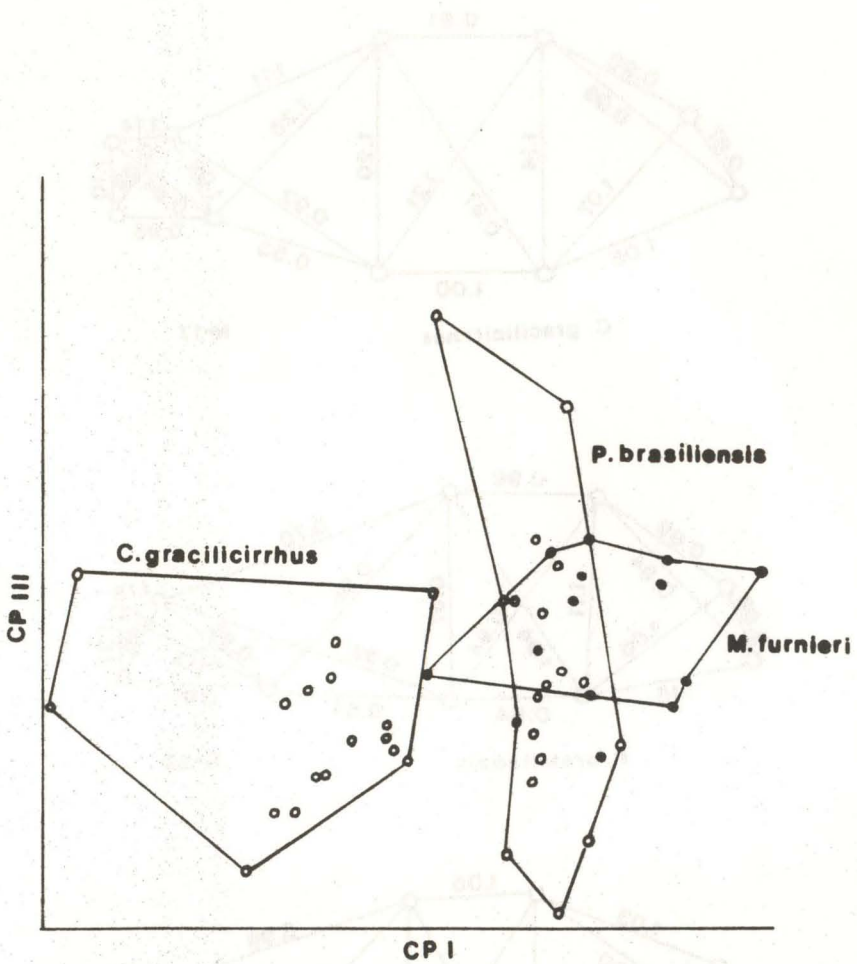 P. brasiliensis
C. gracilicirrhus
M. furnieri
CP III
CP I